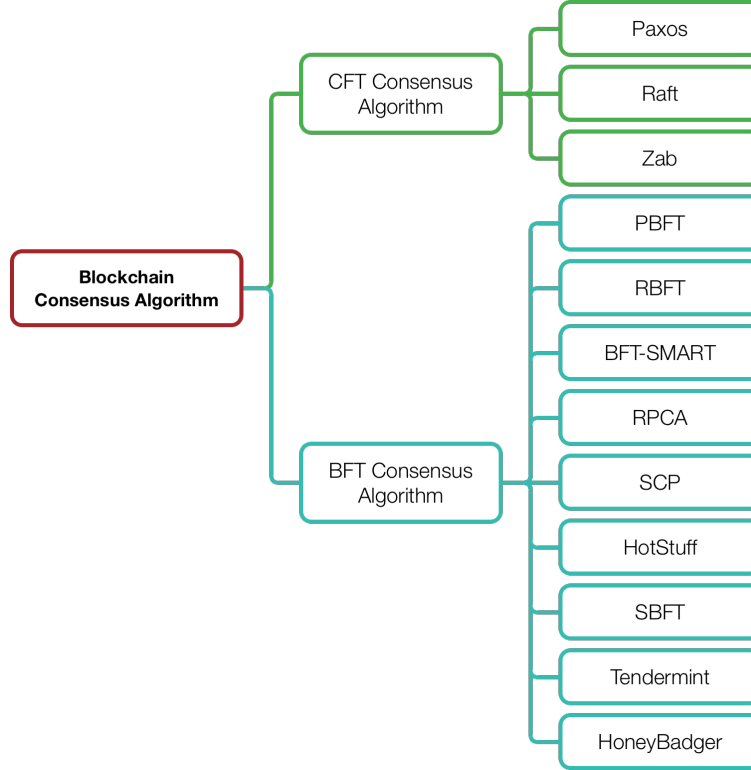 CFT Consensus
Algorithm
Paxos
Raft
Zab
Blockchain
Consensus Algorithm
BFT Consensus
Algorithm
PBFT
RBFT
BFT-SMART
RPCA
SCP
HotStuff
SBFT
Tendermint
HoneyBadger